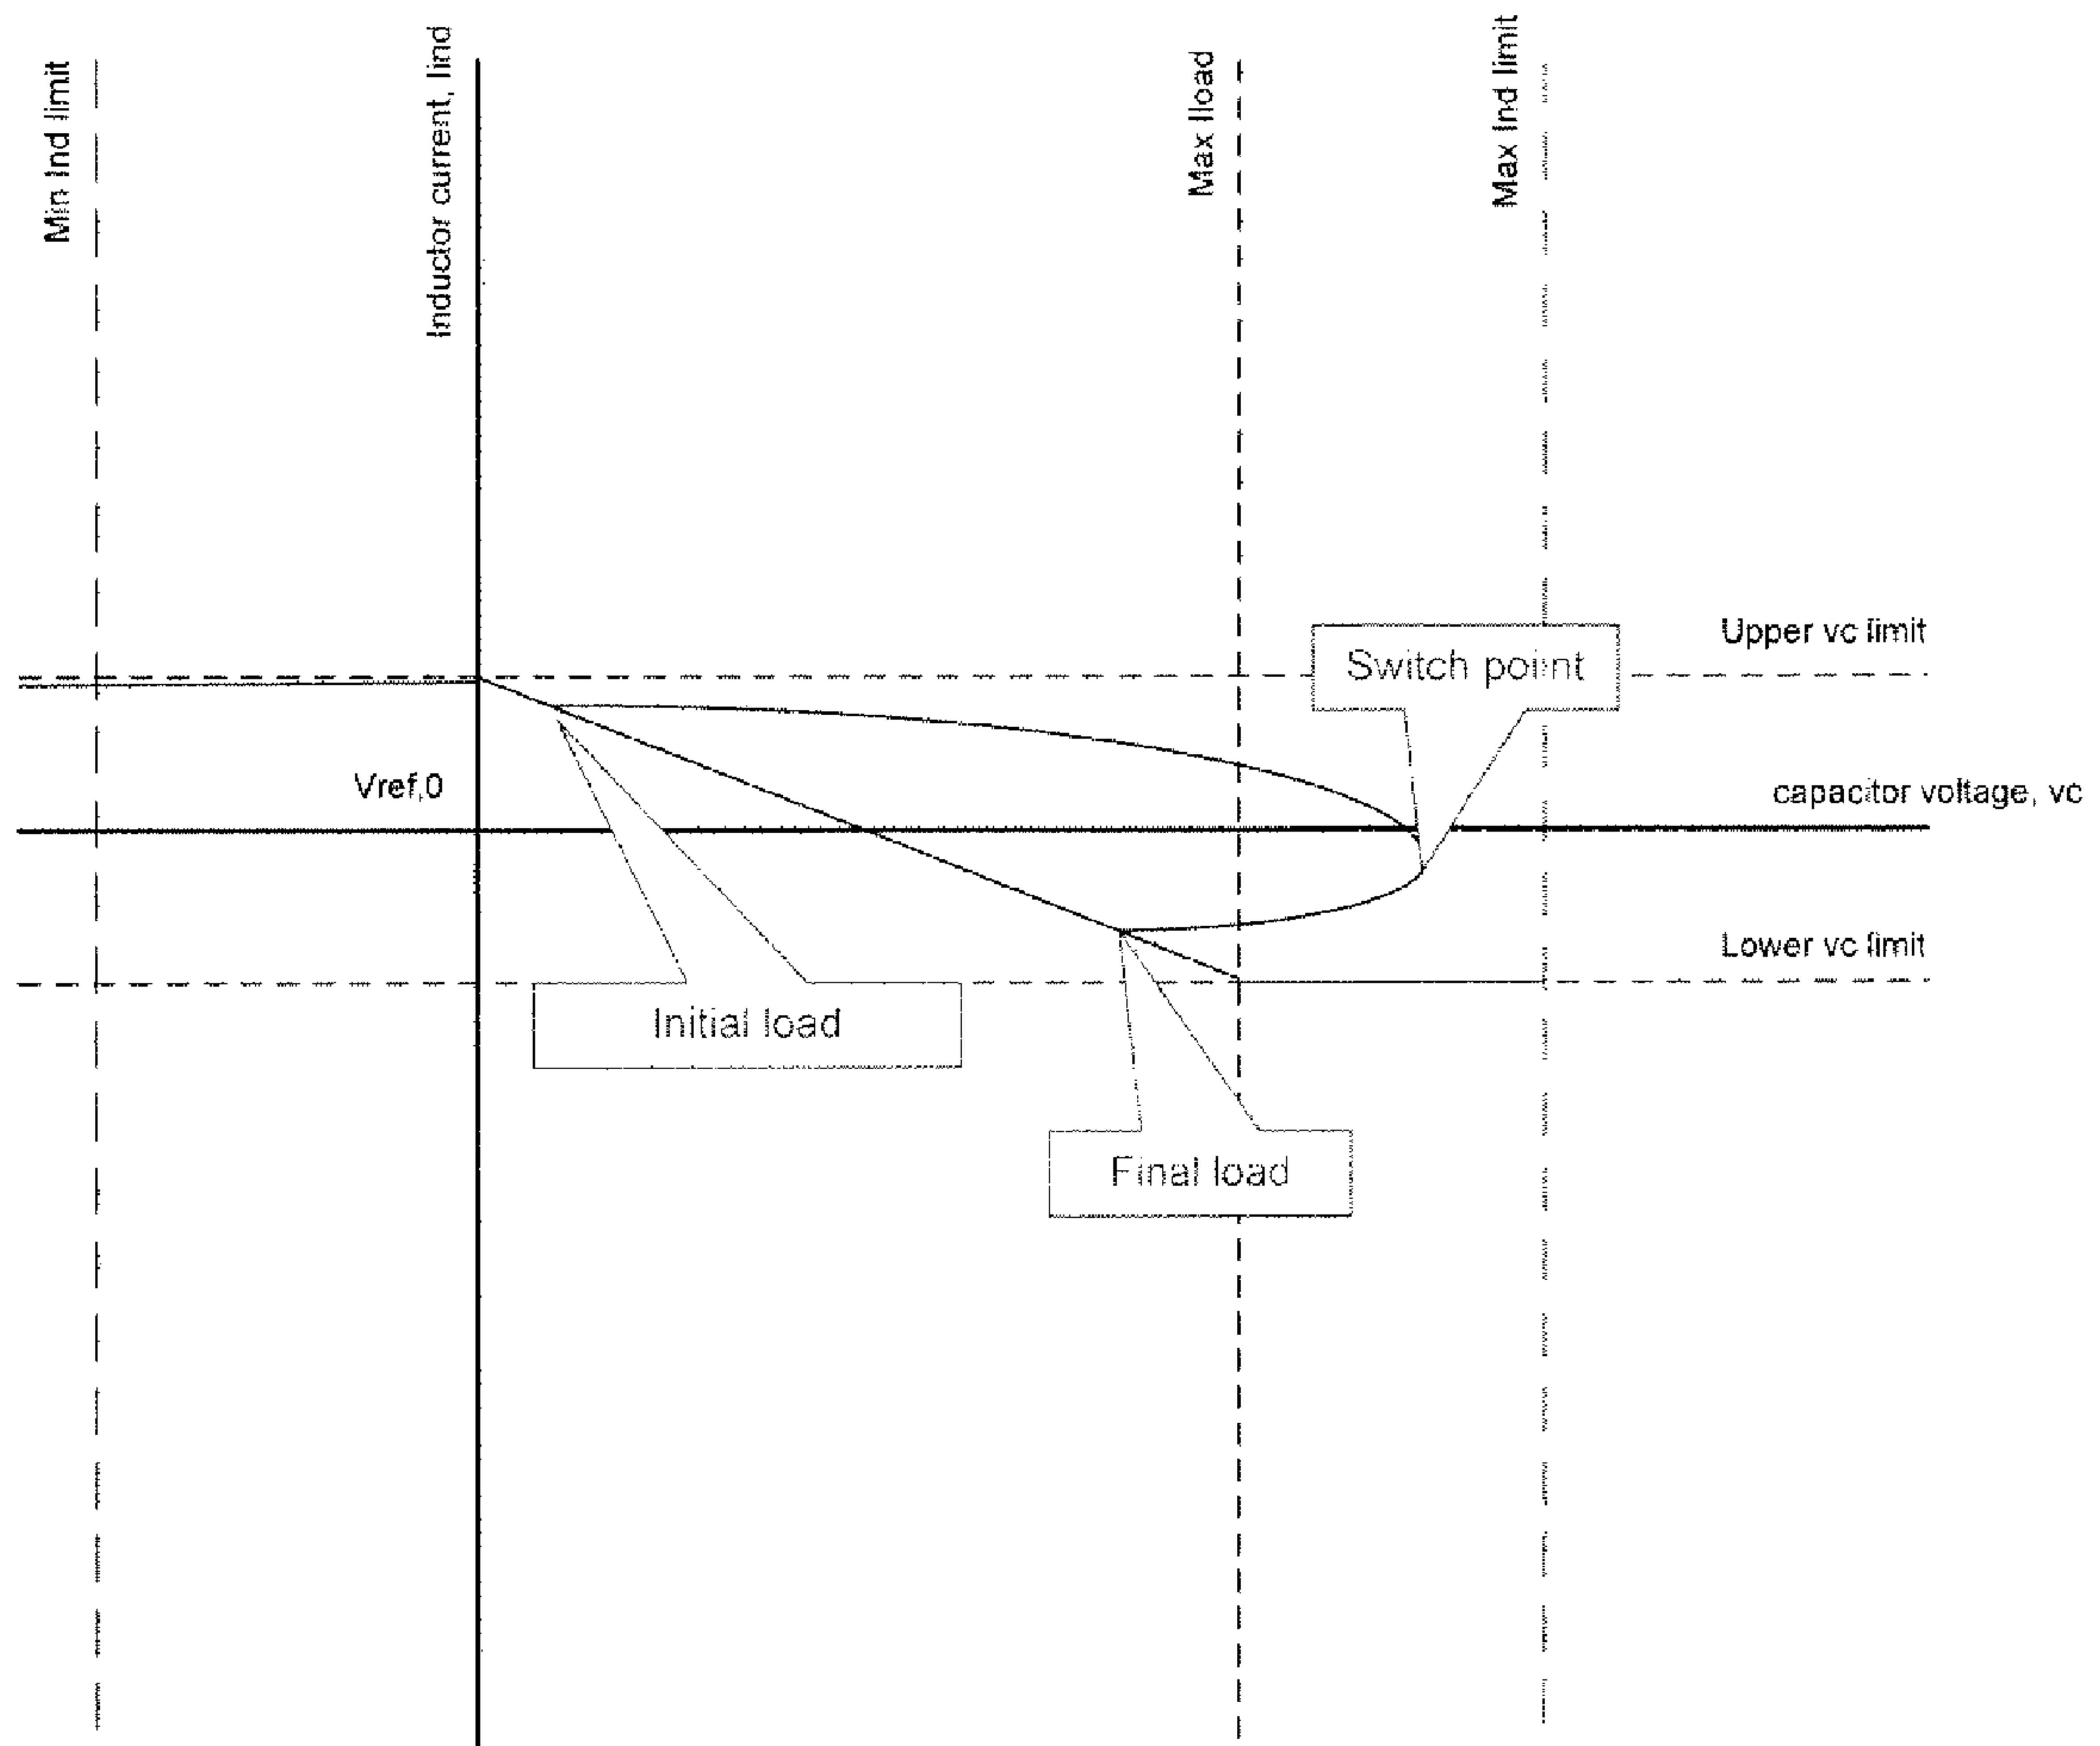 Min Ind limit
Inductor current, Iind
Max Iload
Max Ind limit
Upper vc limit
Switch point
Vref,0
capacitor voltage, vc
Lower vc limit
Initial load
Final load